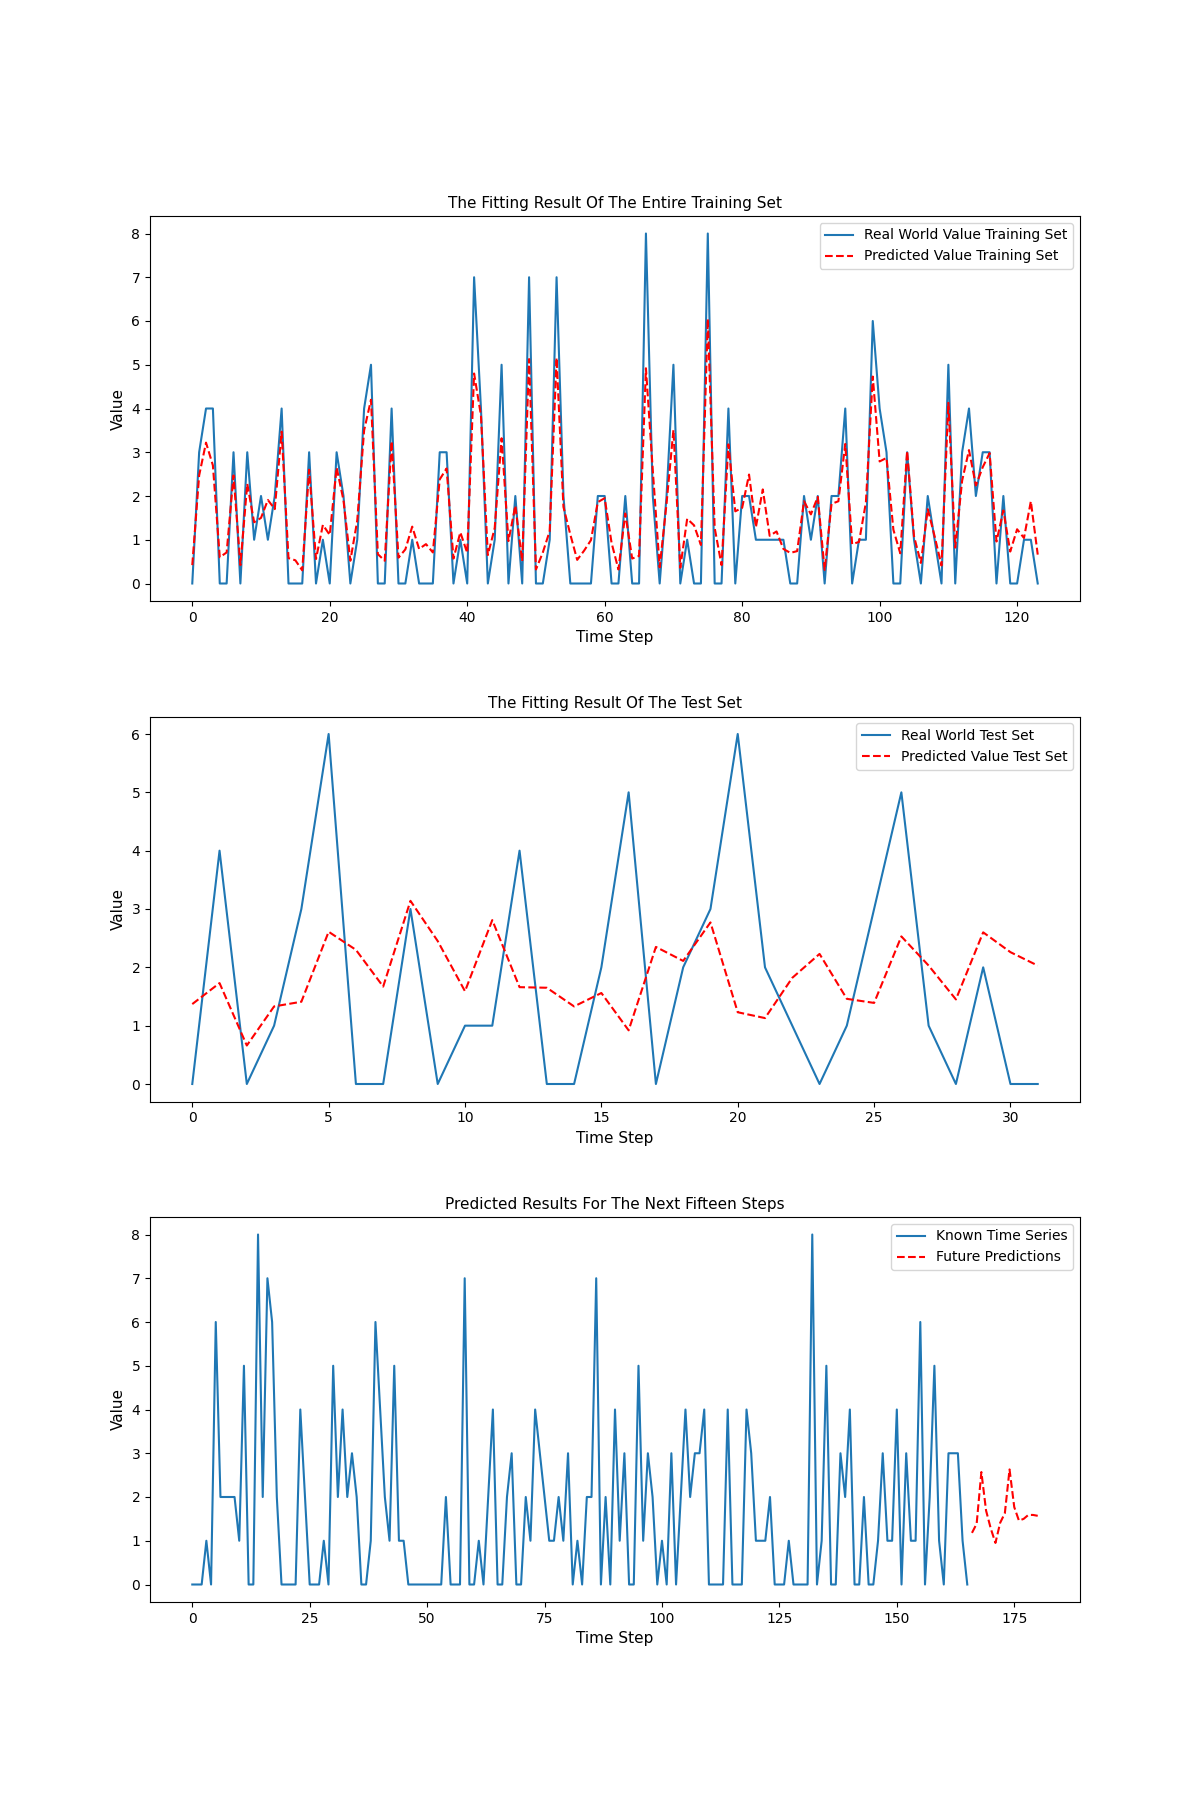 The Fitting Result Of The Entire Training Set
Real World Value Training Set
Predicted Value Training Set
8
7
6
5
4
3
2
1
0
Value
0 20 40 60 80 100 120
Time Step
The Fitting Result Of The Test Set
Real World Test Set
Predicted Value Test Set
6
5
4
3
2
1
0
Value
0 5 10 15 20 25 30
Time Step
Predicted Results For The Next Fifteen Steps
Known Time Series
Future Predictions
8
7
6
5
4
3
2
1
0
Value
0 25 50 75 100 125 150 175
Time Step